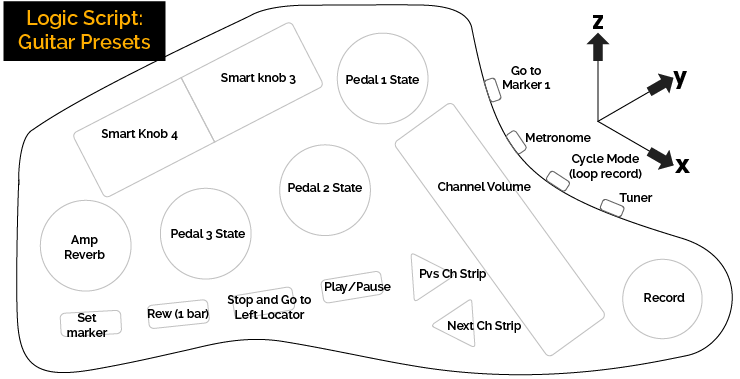 Logic Script:
Guitar Presets
z
y
x
Go to
Marker 1
Metronome
Cycle Mode
(loop record)
Tuner
Smart knob 3
Pedal 1 State
Smart Knob 4
Pedal 2 State
Channel Volume
Amp
Reverb
Pedal 3 State
Pvs Ch Strip
Play/Pause
Record
Stop and Go to
Left Locator
Rew (1 bar)
Set
marker
Next Ch Strip